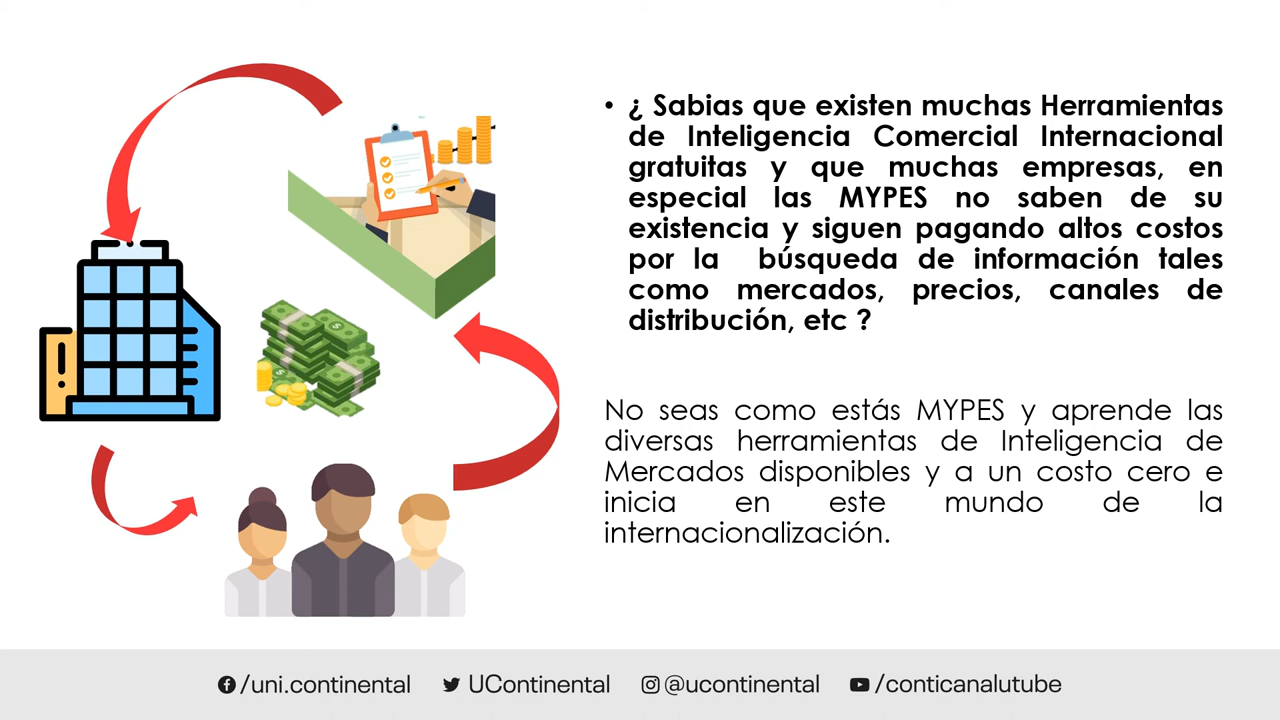 • ¿ Sabias que existen muchas Herramientas
de Inteligencia Comercial Internacional
gratuitas y que muchas empresas, en
especial las MYPES no saben de su
existencia y siguen pagando altos costos
por la búsqueda de información tales
como mercados, precios, canales de
distribución, etc ?
No seas como estás MYPES y aprende las
diversas herramientas de Inteligencia de
Mercados disponibles y a un costo cero e
inicia en este mundo de la
internacionalización.
/uni.continental UContinental @ucontinental /conticanalutube